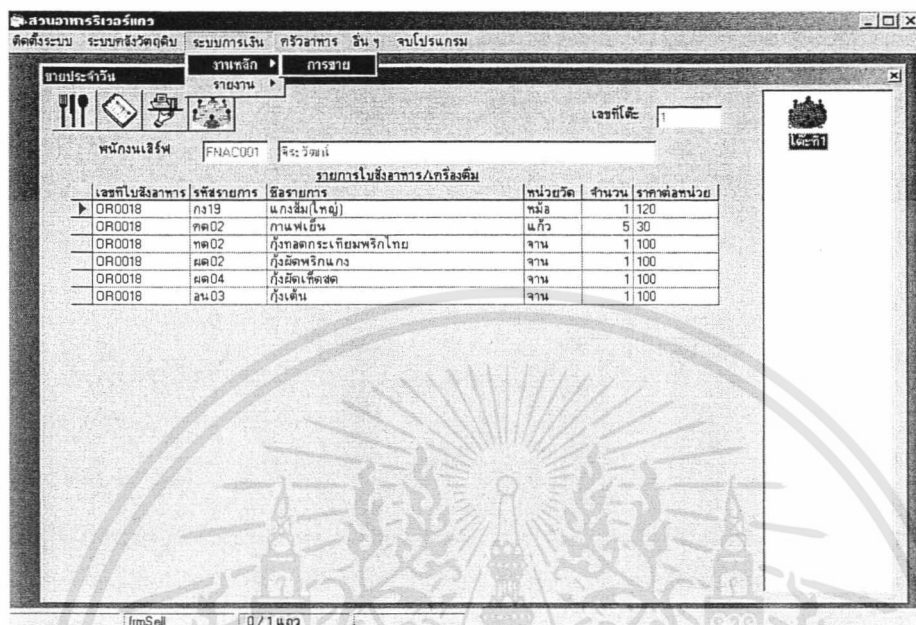 สวนอาหารริเวอร์แคว
ติดตั้งระบบ ระบบคลังวัตถุดิบ ระบบการเงิน ครัวอาหาร อื่น ๆ จบโปรแกรม
งานหลัก การขาย
รายงาน
ขายประจำวัน
เลขที่โต๊ะ 1
โต๊ะที่1
พนักงนเสิร์ฟ FNAC001 จิระวัฒน์
รายการใบสั่งอาหาร/เครื่องดื่ม
เลขที่ใบสั่งอาหาร รหัสรายการ ชื่อรายการ หน่วยวัด จำนวน ราคาต่อหน่วย
OR0018 กง19 แกงส้ม(ใหญ่) หม้อ 1 120
OR0018 กด02 กาแฟเย็น แก้ว 5 30
OR0018 ทด02 กุ้งทอดกระเทียมพริกไทย จาน 1 100
OR0018 ผด02 กุ้งผัดพริกแกง จาน 1 100
OR0018 ผด04 กุ้งผัดเห็ดสด จาน 1 100
OR0018 อน03 กุ้งเต้น จาน 1 100
frmSell 0 / 1 แถว